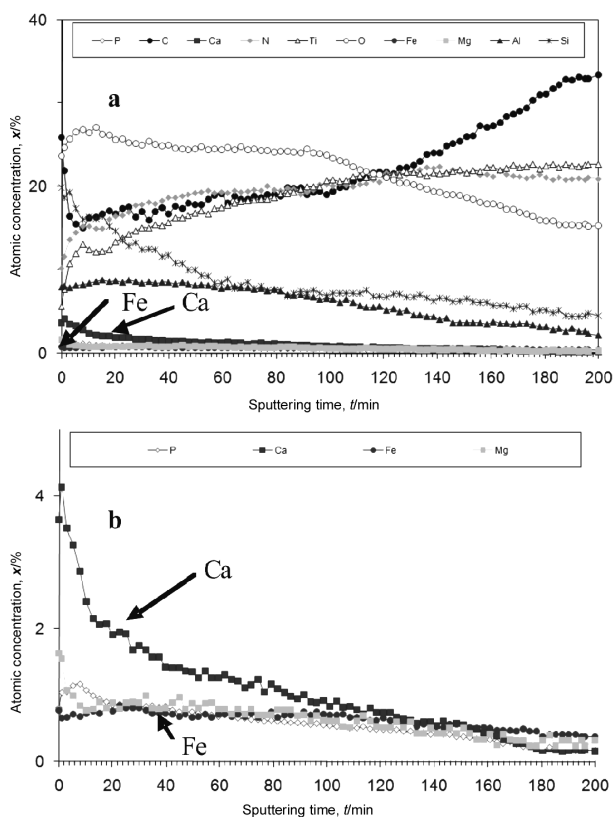 40
P C Ca N Ti O Fe Mg Al Si
a
Atomic concentration, x/%
20
Fe Ca
0
0 20 40 60 80 100 120 140 160 180 200
Sputtering time, t/min
P Ca Fe Mg
4
b
Atomic concentration, x/%
Ca
2
Fe
0
0 20 40 60 80 100 120 140 160 180 200
Sputtering time, t/min